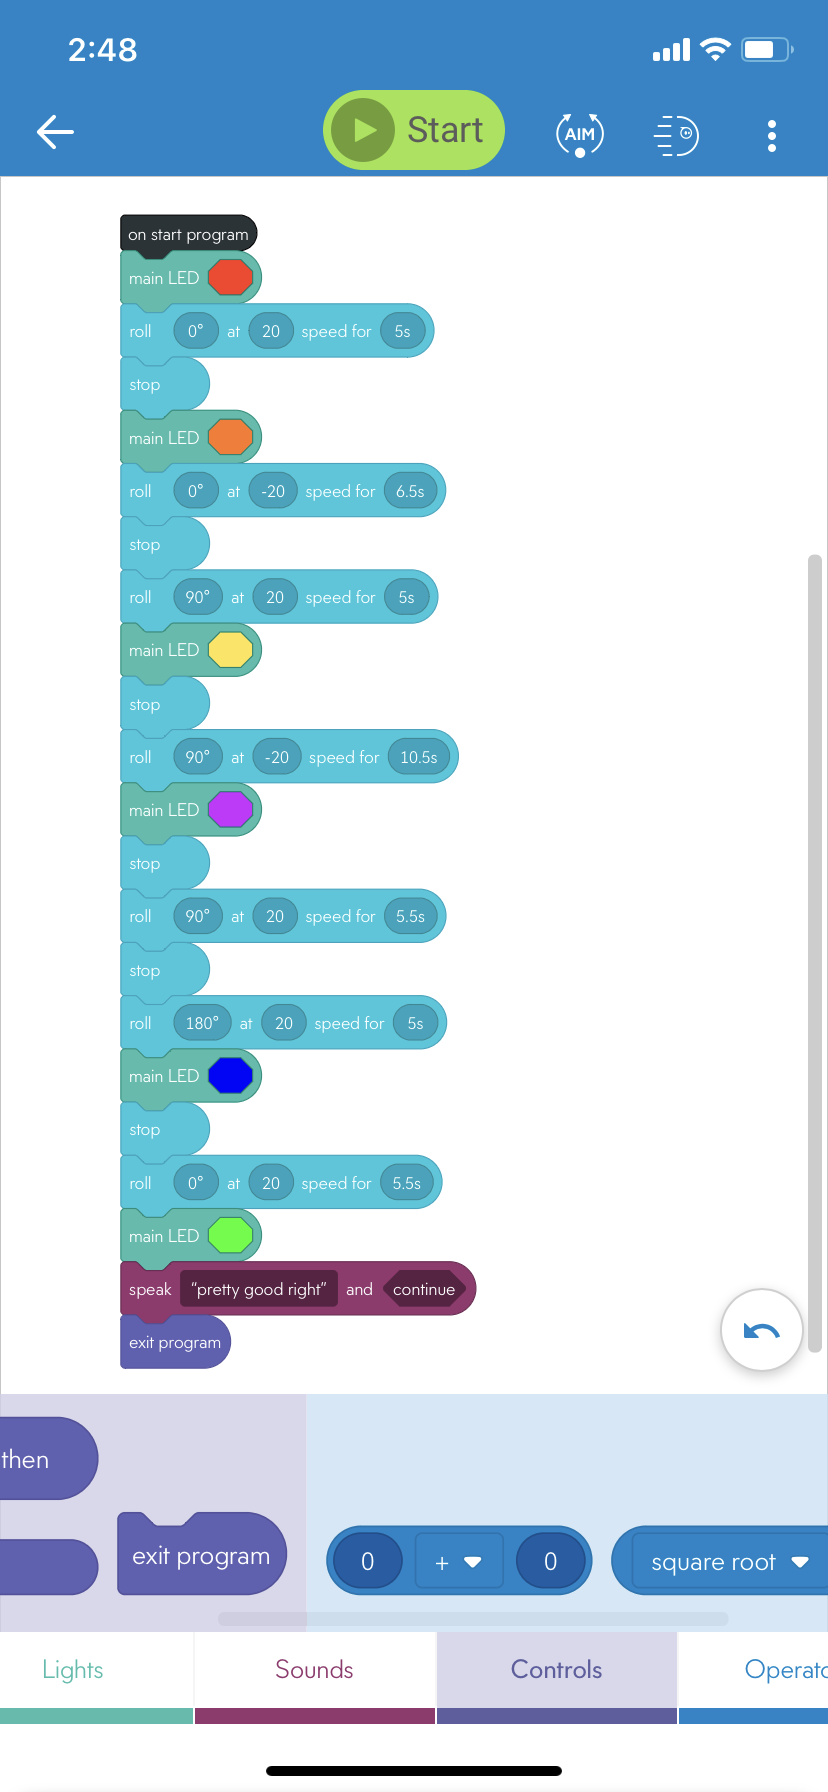 2:48
Start
AIM
on start program
main LED
roll 0° at 20 speed for 5s
stop
main LED
roll 0° at -20 speed for 6.5s
stop
roll 90° at 20 speed for 5s
main LED
stop
roll 90° at -20 speed for 10.5s
main LED
stop
roll 90° at 20 speed for 5.5s
stop
roll 180° at 20 speed for 5s
main LED
stop
roll 0° at 20 speed for 5.5s
main LED
speak “pretty good right” and continue
exit program
then
exit program 0 + 0 square root
Lights Sounds Controls Operato